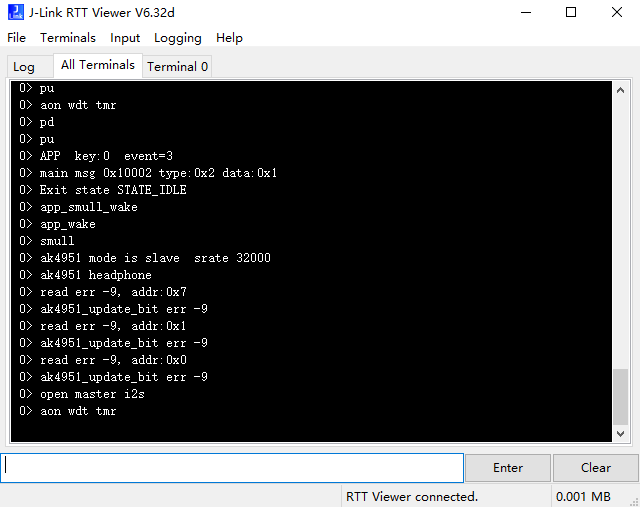 J-Link RTT Viewer V6.32d
File Terminals Input Logging Help
Log All Terminals Terminal 0
0> pu
0> aon wdt tmr
0> pd
0> pu
0> APP  key:0  event=3
0> main msg 0x10002 type:0x2 data:0x1
0> Exit state STATE_IDLE
0> app_smull_wake
0> app_wake
0> smull
0> ak4951 mode is slave  srate 32000
0> ak4951 headphone
0> read err -9, addr:0x7
0> ak4951_update_bit err -9
0> read err -9, addr:0x1
0> ak4951_update_bit err -9
0> read err -9, addr:0x0
0> ak4951_update_bit err -9
0> open master i2s
0> aon wdt tmr
Enter Clear
RTT Viewer connected. 0.001 MB